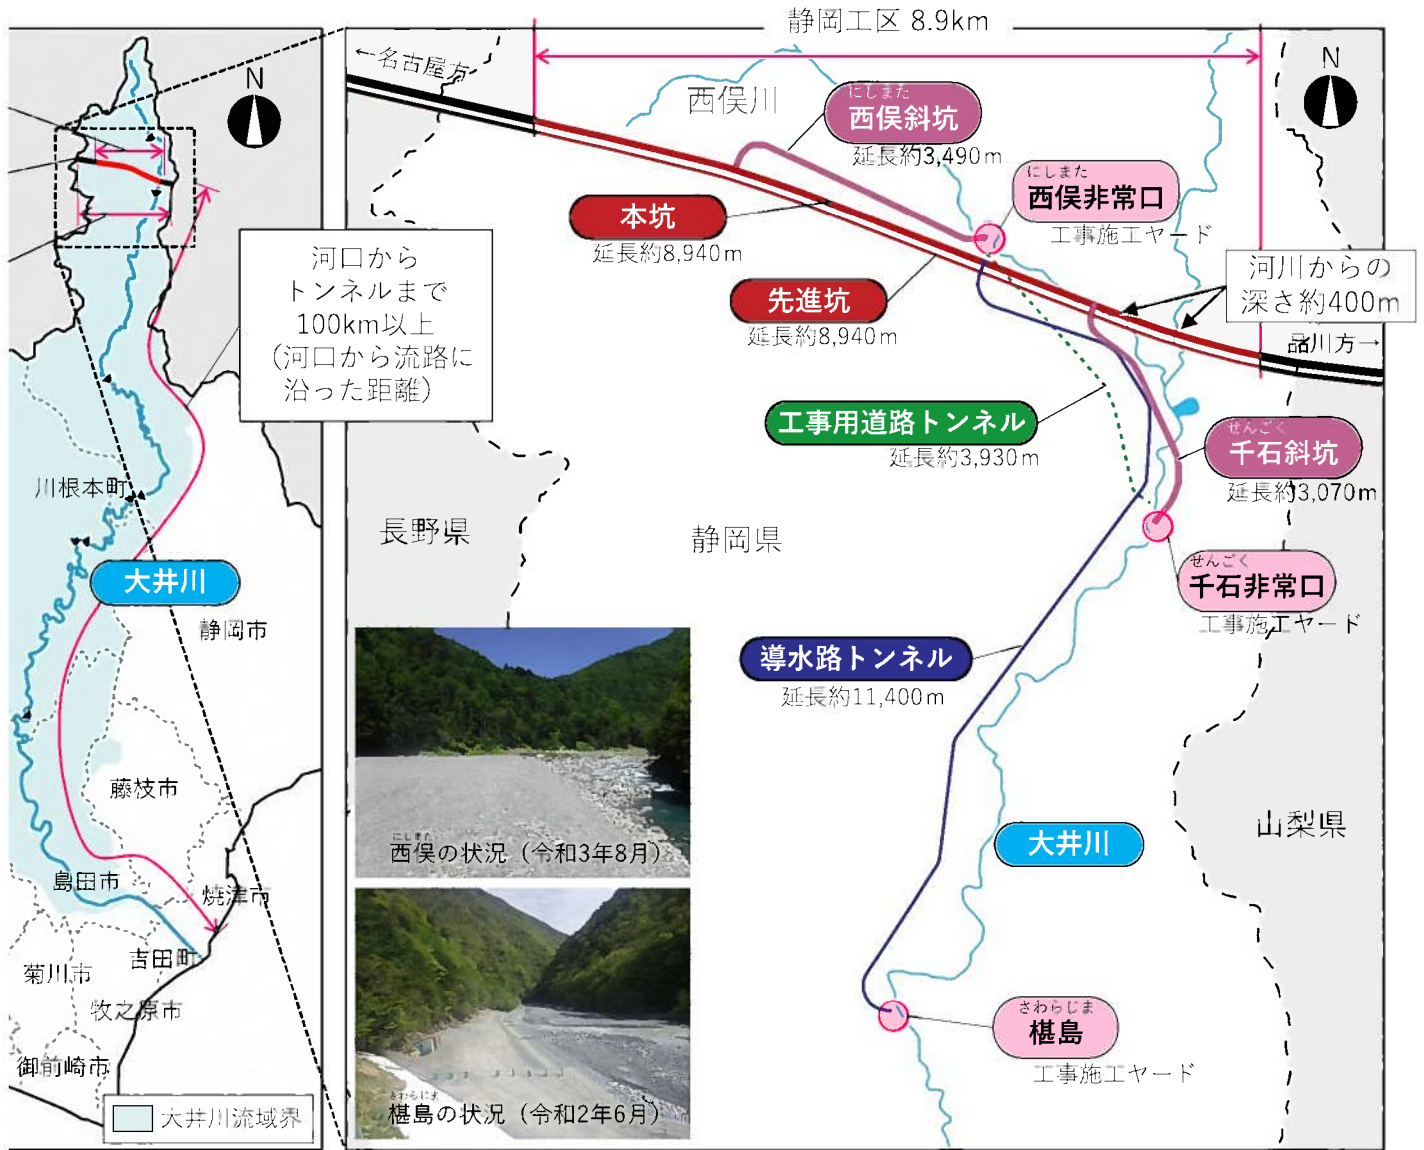 静岡工区 8.9km
←名古屋方
N
N
西俣川
にしまた
西俣斜坑
延長約3,490m
にしまた
西俣非常口
工事施工ヤード
本坑
延長約8,940m
先進坑
延長約8,940m
河川からの
深さ約400m
品川方→
河口から
トンネルまで
100km以上
(河口から流路に
沿った距離)
工事用道路トンネル
延長約3,930m
せんごく
千石斜坑
延長約3,070m
川根本町
長野県
静岡県
せんごく
千石非常口
工事施工ヤード
大井川
静岡市
導水路トンネル
延長約11,400m
藤枝市
山梨県
大井川
にしまた
西俣の状況(令和3年8月)
島田市
焼津市
吉田町
菊川市
牧之原市
御前崎市
さわらじま
椹島
工事施工ヤード
さわらじま
椹島の状況(令和2年6月)
大井川流域界